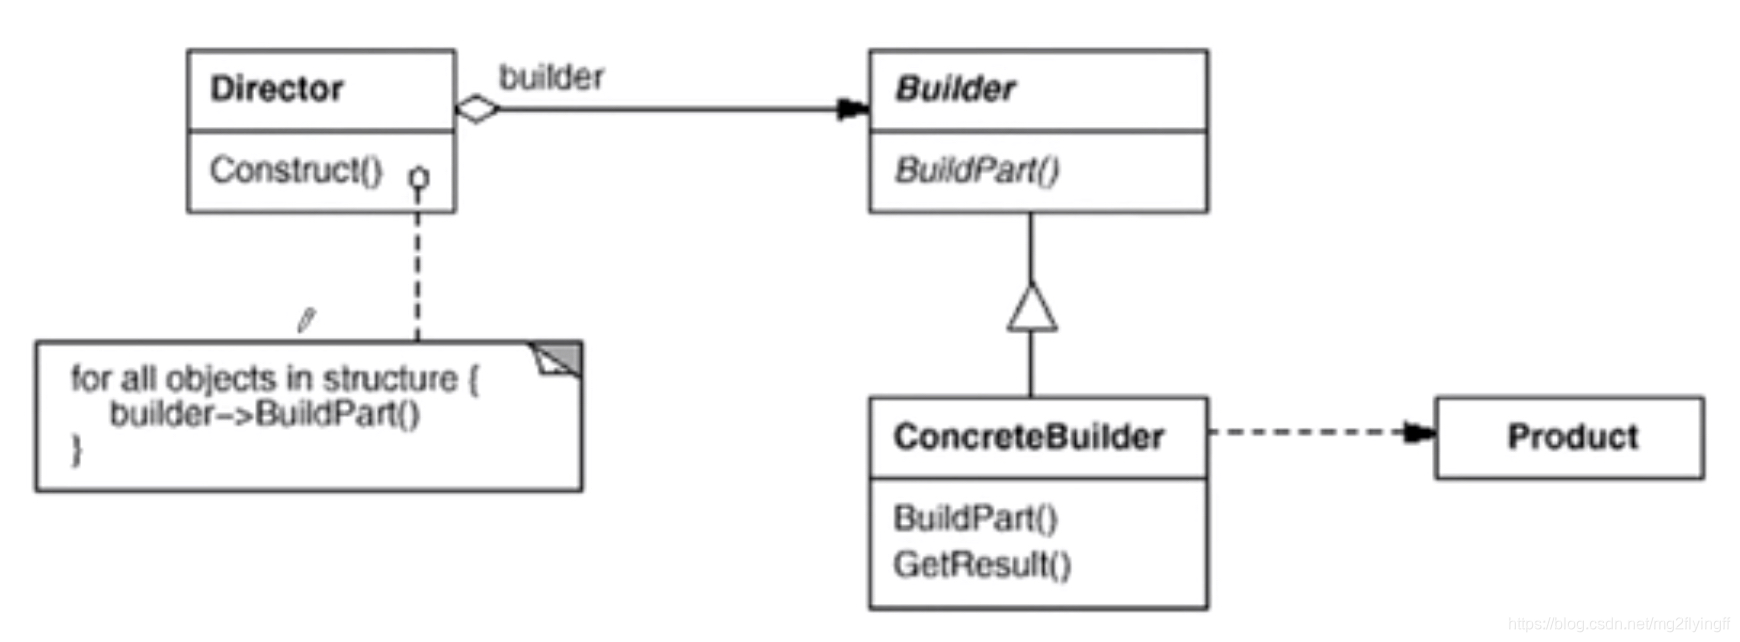 Director
Construct()
builder
Builder
BuildPart()
for all objects in structure {
builder–>BuildPart()
}
ConcreteBuilder
BuildPart()
GetResult()
Product
https://blog.csdn.net/mg2flyingff